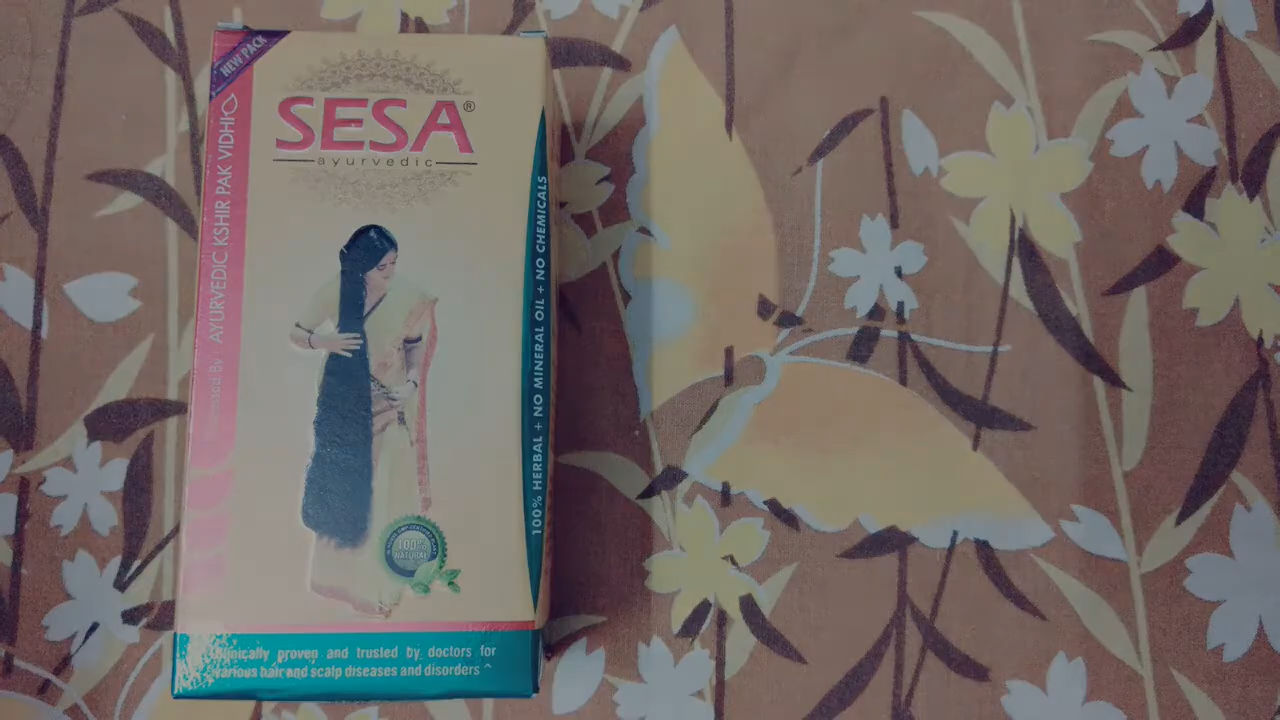 NEW PACK
SESA®
ayurvedic
AYURVEDIC KSHIR PAK VIDHI
100% HERBAL + NO MINERAL OIL + NO CHEMICALS
100%
NATURAL
Clinically proven and trusted by doctors for
various hair and scalp diseases and disorders ^